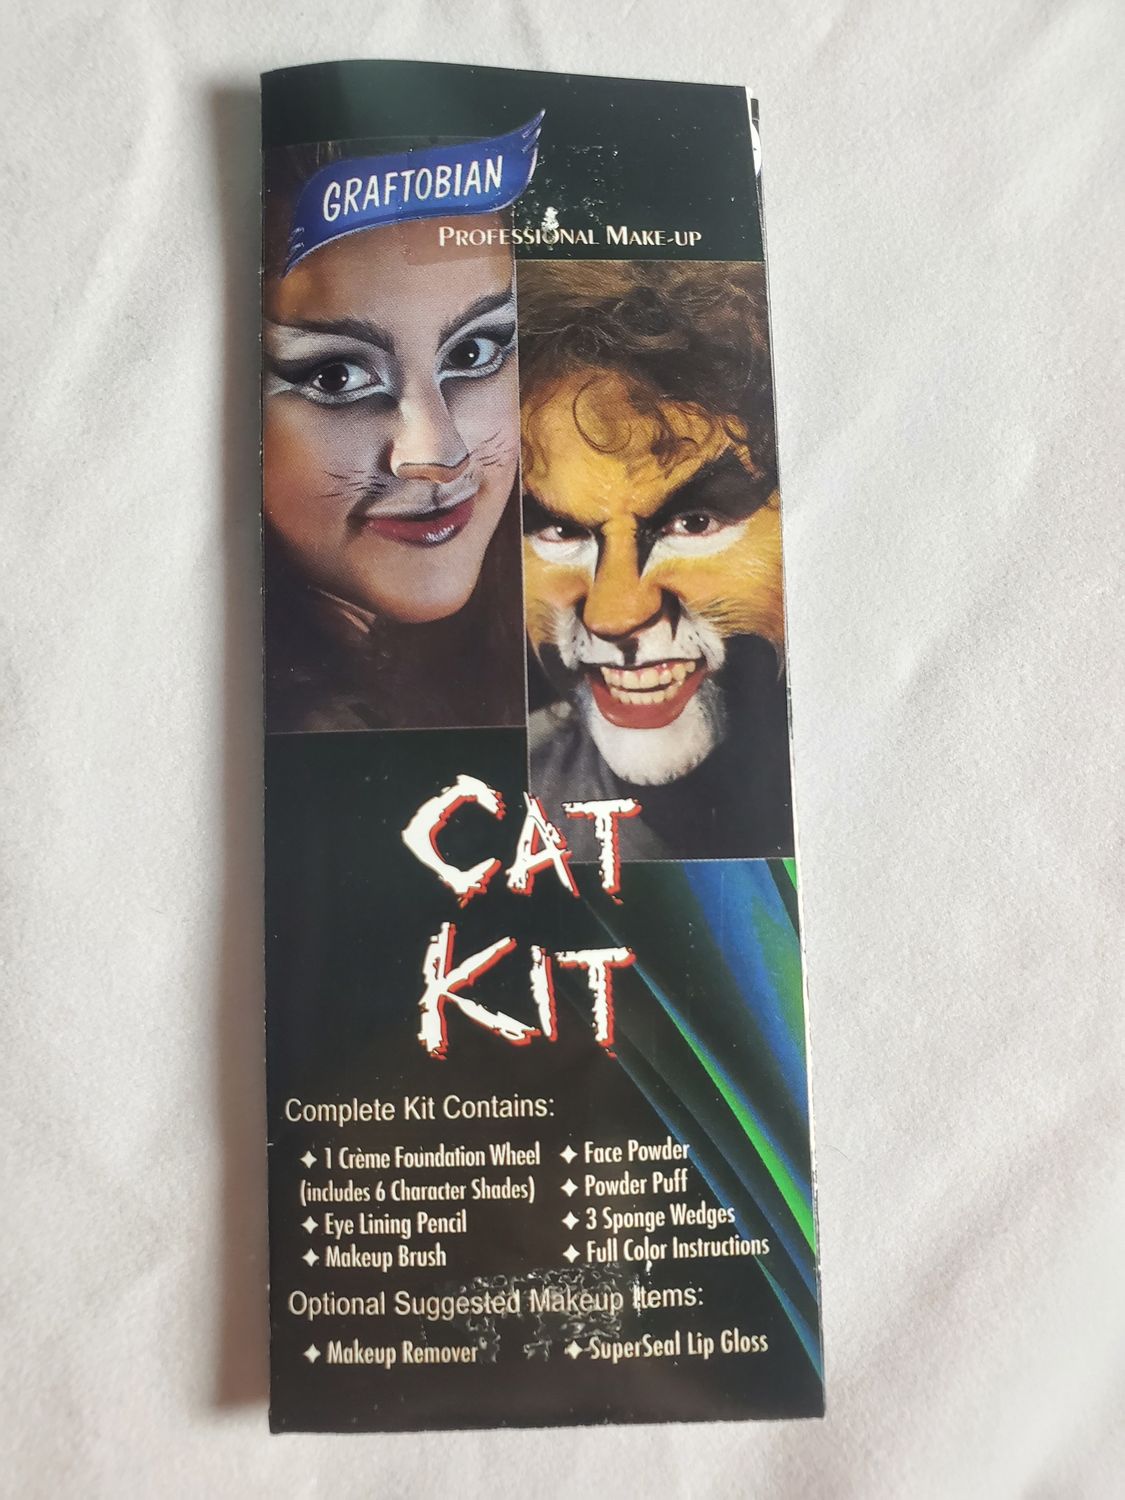 GRAFTOBIAN
PROFESSIONAL MAKE-UP
CAT
KIT
Complete Kit Contains:
✦ 1 Crème Foundation Wheel
(includes 6 Character Shades)
✦ Eye Lining Pencil
✦ Makeup Brush
✦ Face Powder
✦ Powder Puff
✦ 3 Sponge Wedges
✦ Full Color Instructions
Optional Suggested Makeup Items:
✦ Makeup Remover
✦ SuperSeal Lip Gloss